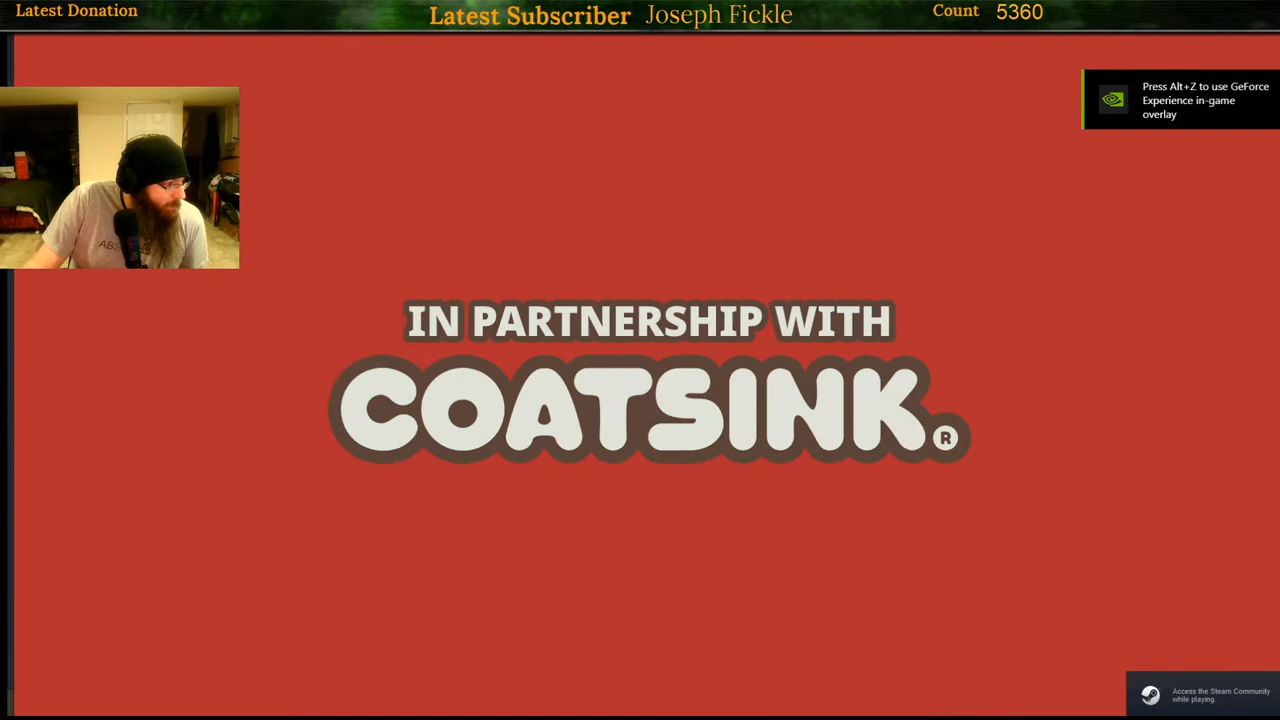 Latest Donation
Latest Subscriber Joseph Fickle
Count 5360
Press Alt+Z to use GeForce
Experience in-game
overlay
IN PARTNERSHIP WITH
COATSINK®
Access the Steam Community
while playing.